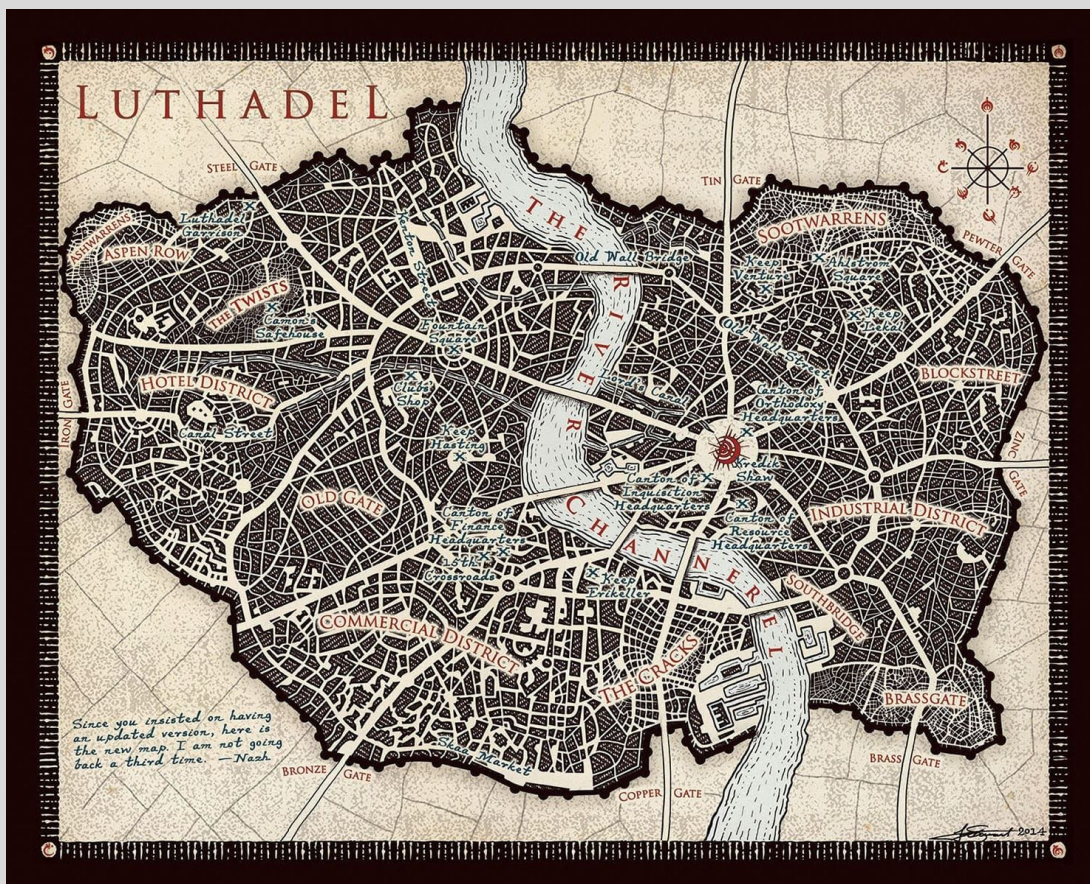 LUTHADEL
STEEL GATE
TIN GATE
SOOTWARRENS
PEWTER GATE
ASHWARRENS
ASPEN ROW
Luthadel
Garrison
Kenton Street
THE RIVER CHANNEREL
Old Wall Bridge
Keep
Venture
Ahlstrom
Square
THE TWISTS
Camon's
Safehouse
Fountain
Square
Old Wall Street
Keep
Lekal
HOTEL DISTRICT
Clubs'
Shop
Canal
Canton of
Orthodoxy
Headquarters
BLOCKSTREET
IRON GATE
Canal Street
Keep
Hasting
Kredik
Shaw
ZINC GATE
OLD GATE
Canton of
Inquisition
Headquarters
Canton of
Finance
Headquarters
Canton of
Resource
Headquarters
INDUSTRIAL DISTRICT
15th
Crossroads
Keep
Erikeller
SOUTHBRIDGE
COMMERCIAL DISTRICT
THE CRACKS
BRASSGATE
Since you insisted on having
an updated version, here is
the new map. I am not going
back a third time. —Nazh
Skaa Market
BRONZE GATE
COPPER GATE
BRASS GATE
2014